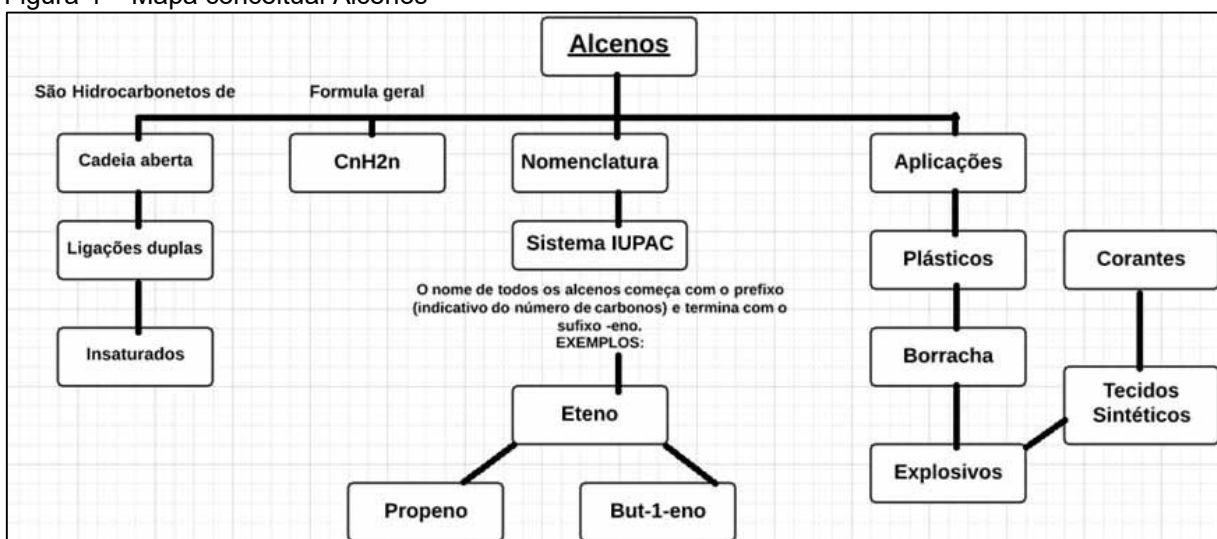 Figura 1 – Mapa conceitual Alcenos
Alcenos
São Hidrocarbonetos de
Formula geral
Cadeia aberta
CnH2n
Nomenclatura
Aplicações
Ligações duplas
Sistema IUPAC
Plásticos
Corantes
O nome de todos os alcenos começa com o prefixo
(indicativo do número de carbonos) e termina com o
sufixo -eno.
EXEMPLOS:
Insaturados
Borracha
Eteno
Tecidos
Sintéticos
Explosivos
Propeno
But-1-eno